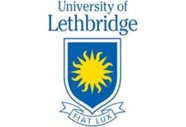 University of
Lethbridge
FIAT LUX